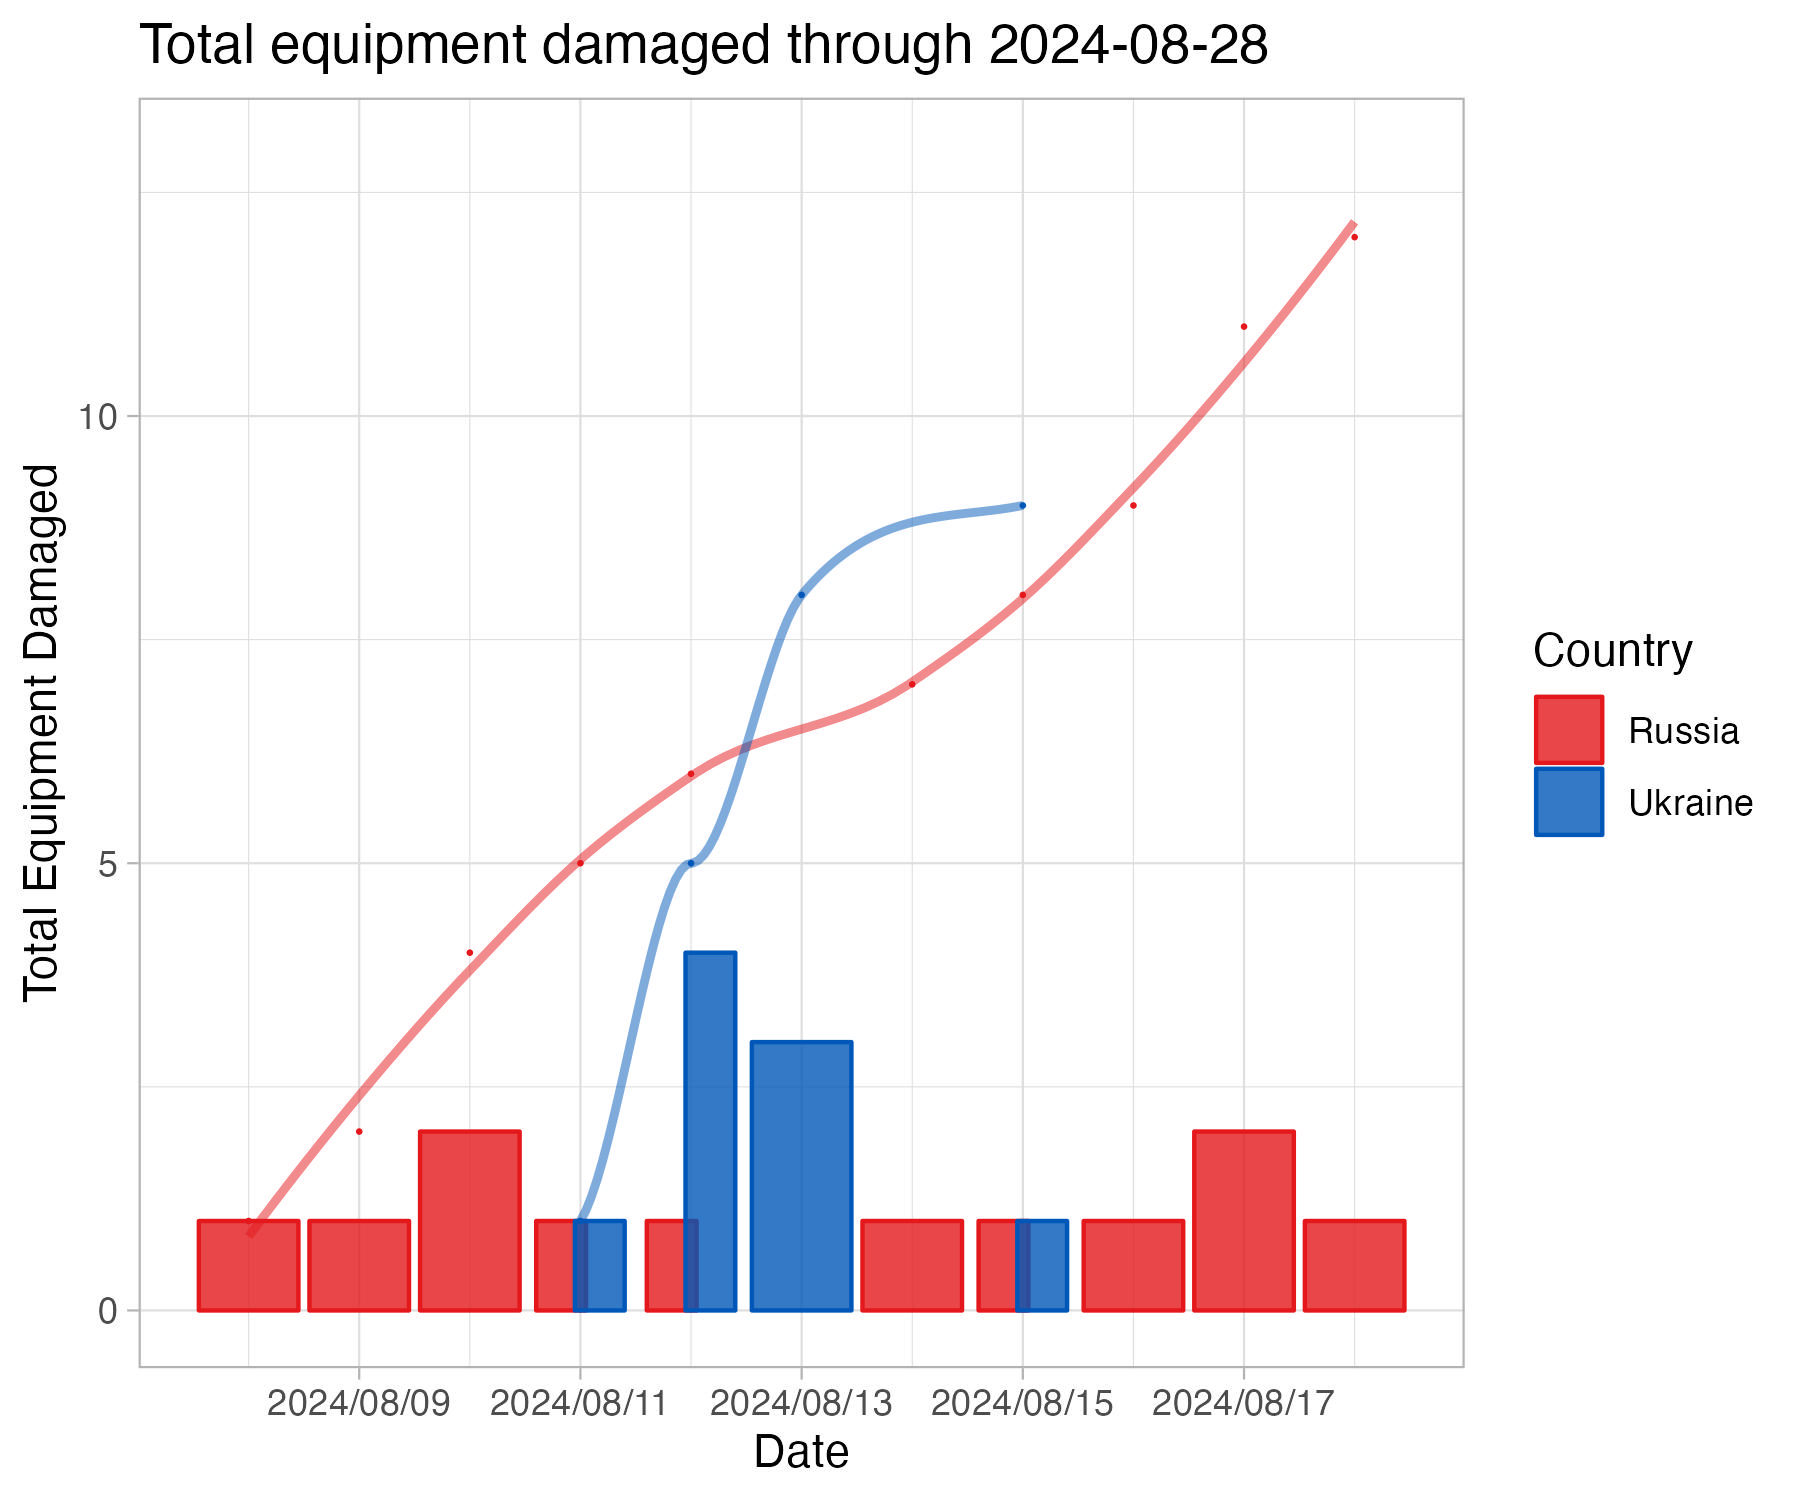 Total equipment damaged through 2024-08-28
Total Equipment Damaged
10
5
0
2024/08/09 2024/08/11 2024/08/13 2024/08/15 2024/08/17
Date
Country
Russia
Ukraine